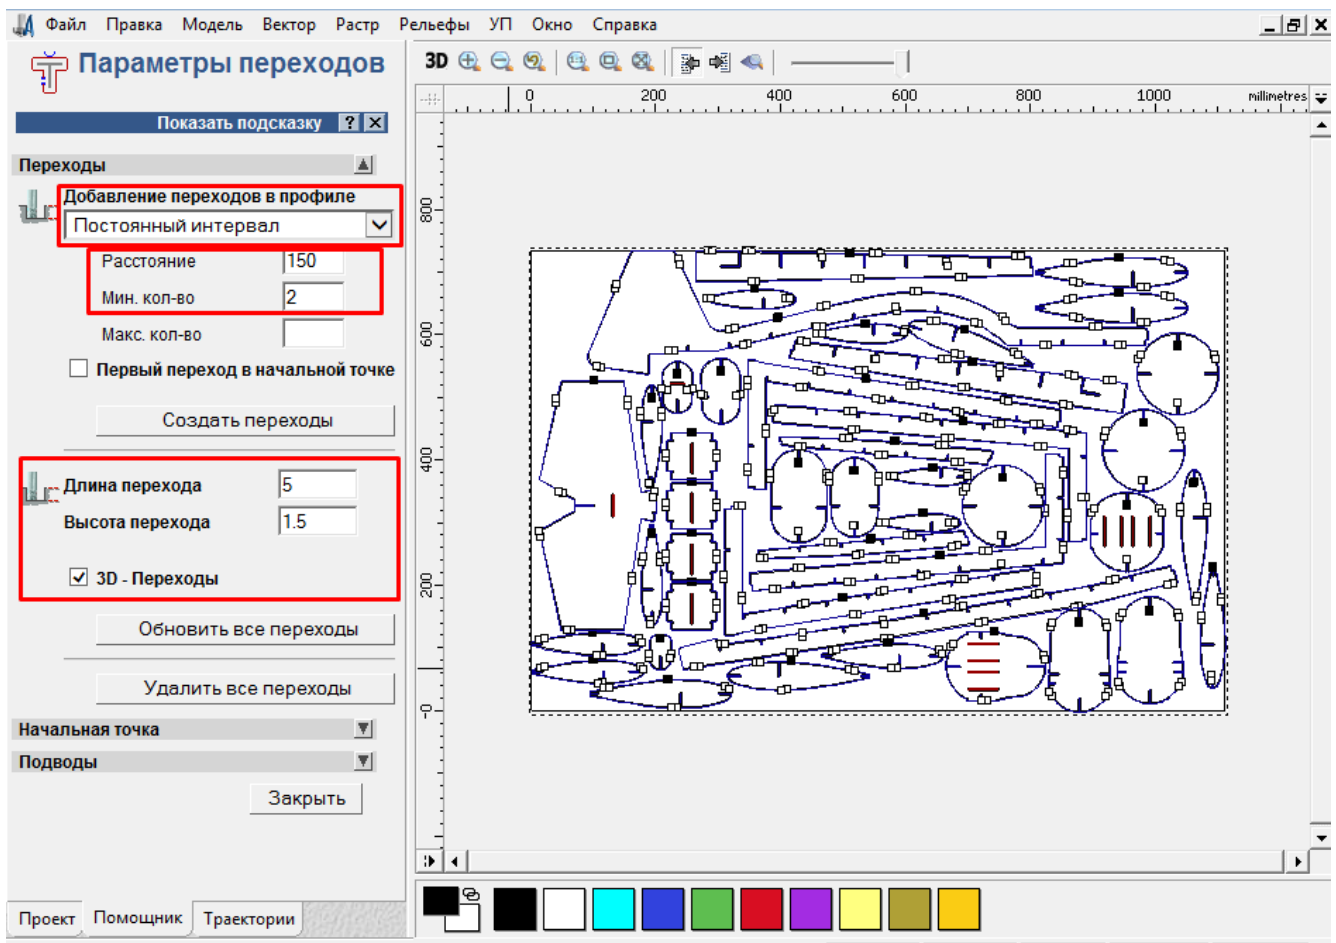 Файл Правка Модель Вектор Растр Рельефы УП Окно Справка
Параметры переходов
Показать подсказку ? X
Переходы
Добавление переходов в профиле
Постоянный интервал
Расстояние 150
Мин. кол-во 2
Макс. кол-во
Первый переход в начальной точке
Создать переходы
Длина перехода 5
Высота перехода 1.5
3D - Переходы
Обновить все переходы
Удалить все переходы
Начальная точка
Подводы
Закрыть
Проект Помощник Траектории
3D
0 200 400 600 800 1000 millimetres
800
600
400
200
-0